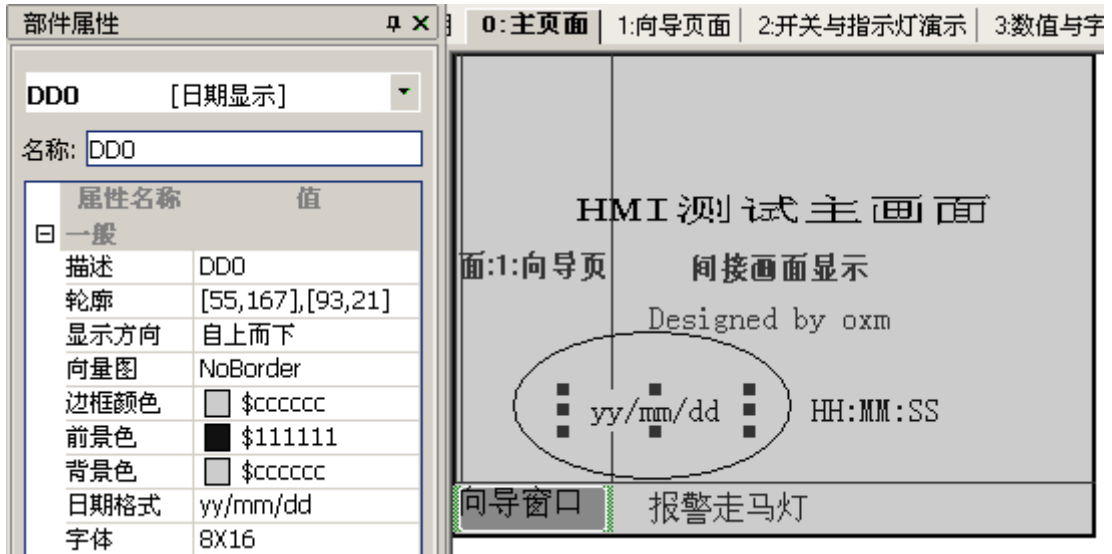 部件属性
DD0 [日期显示]
名称: DD0
属性名称 值
一般
描述 DD0
轮廓 [55,167],[93,21]
显示方向 自上而下
向量图 NoBorder
边框颜色 $cccccc
前景色 $111111
背景色 $cccccc
日期格式 yy/mm/dd
字体 8X16
0:主页面 1:向导页面 2:开关与指示灯演示 3:数值与字
HMI测试主画面
面:1:向导页 间接画面显示
Designed by oxm
yy/mm/dd HH:MM:SS
向导窗口 报警走马灯